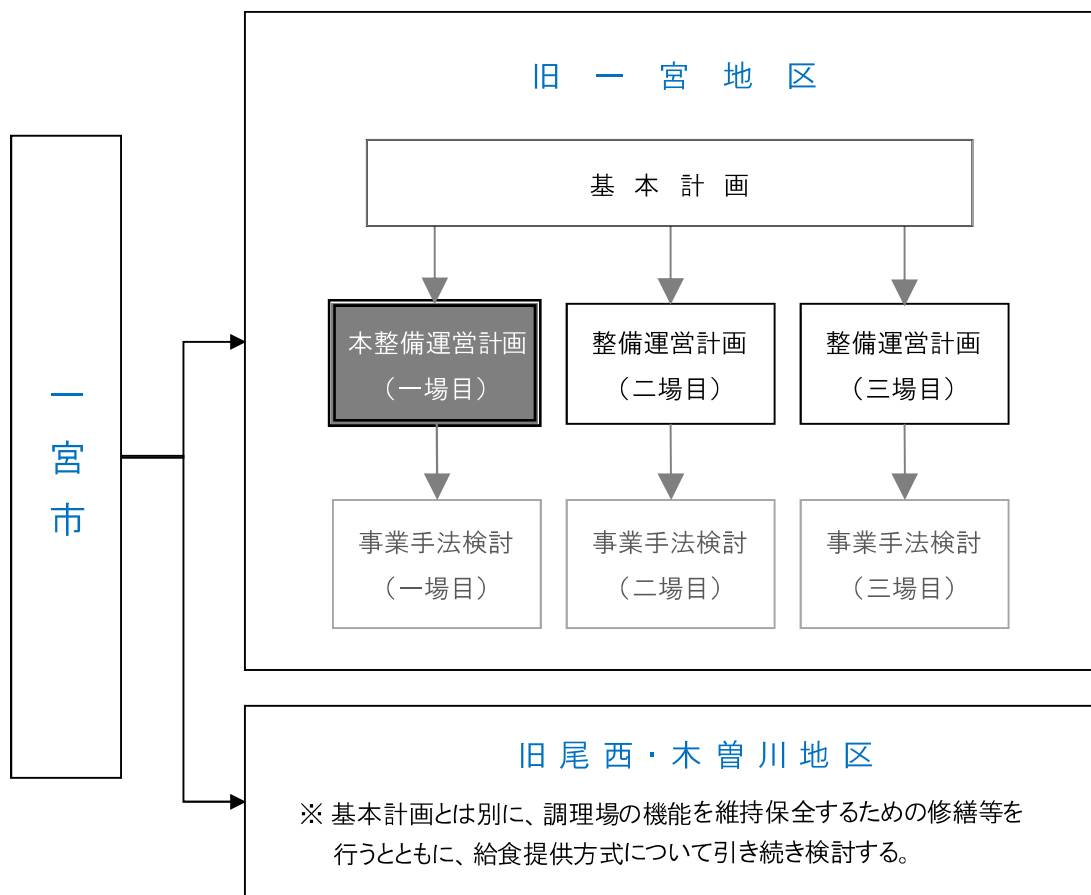 一宮市
旧一宮地区
基本計画
本整備運営計画
（一場目）
整備運営計画
（二場目）
整備運営計画
（三場目）
事業手法検討
（一場目）
事業手法検討
（二場目）
事業手法検討
（三場目）
旧尾西・木曽川地区
※ 基本計画とは別に、調理場の機能を維持保全するための修繕等を
行うとともに、給食提供方式について引き続き検討する。